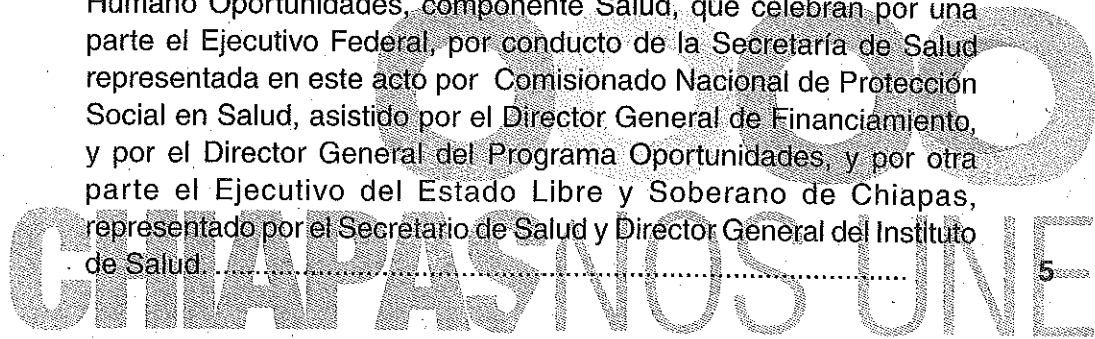 Humano Oportunidades, componente Salud, que celebran por una
parte el Ejecutivo Federal, por conducto de la Secretaría de Salud
representada en este acto por Comisionado Nacional de Protección
Social en Salud, asistido por el Director General de Financiamiento,
y por el Director General del Programa Oportunidades, y por otra
parte el Ejecutivo del Estado Libre y Soberano de Chiapas,
representado por el Secretario de Salud y Director General del Instituto
de Salud. ........................................................................ 5
CHIAPASNOS UNE